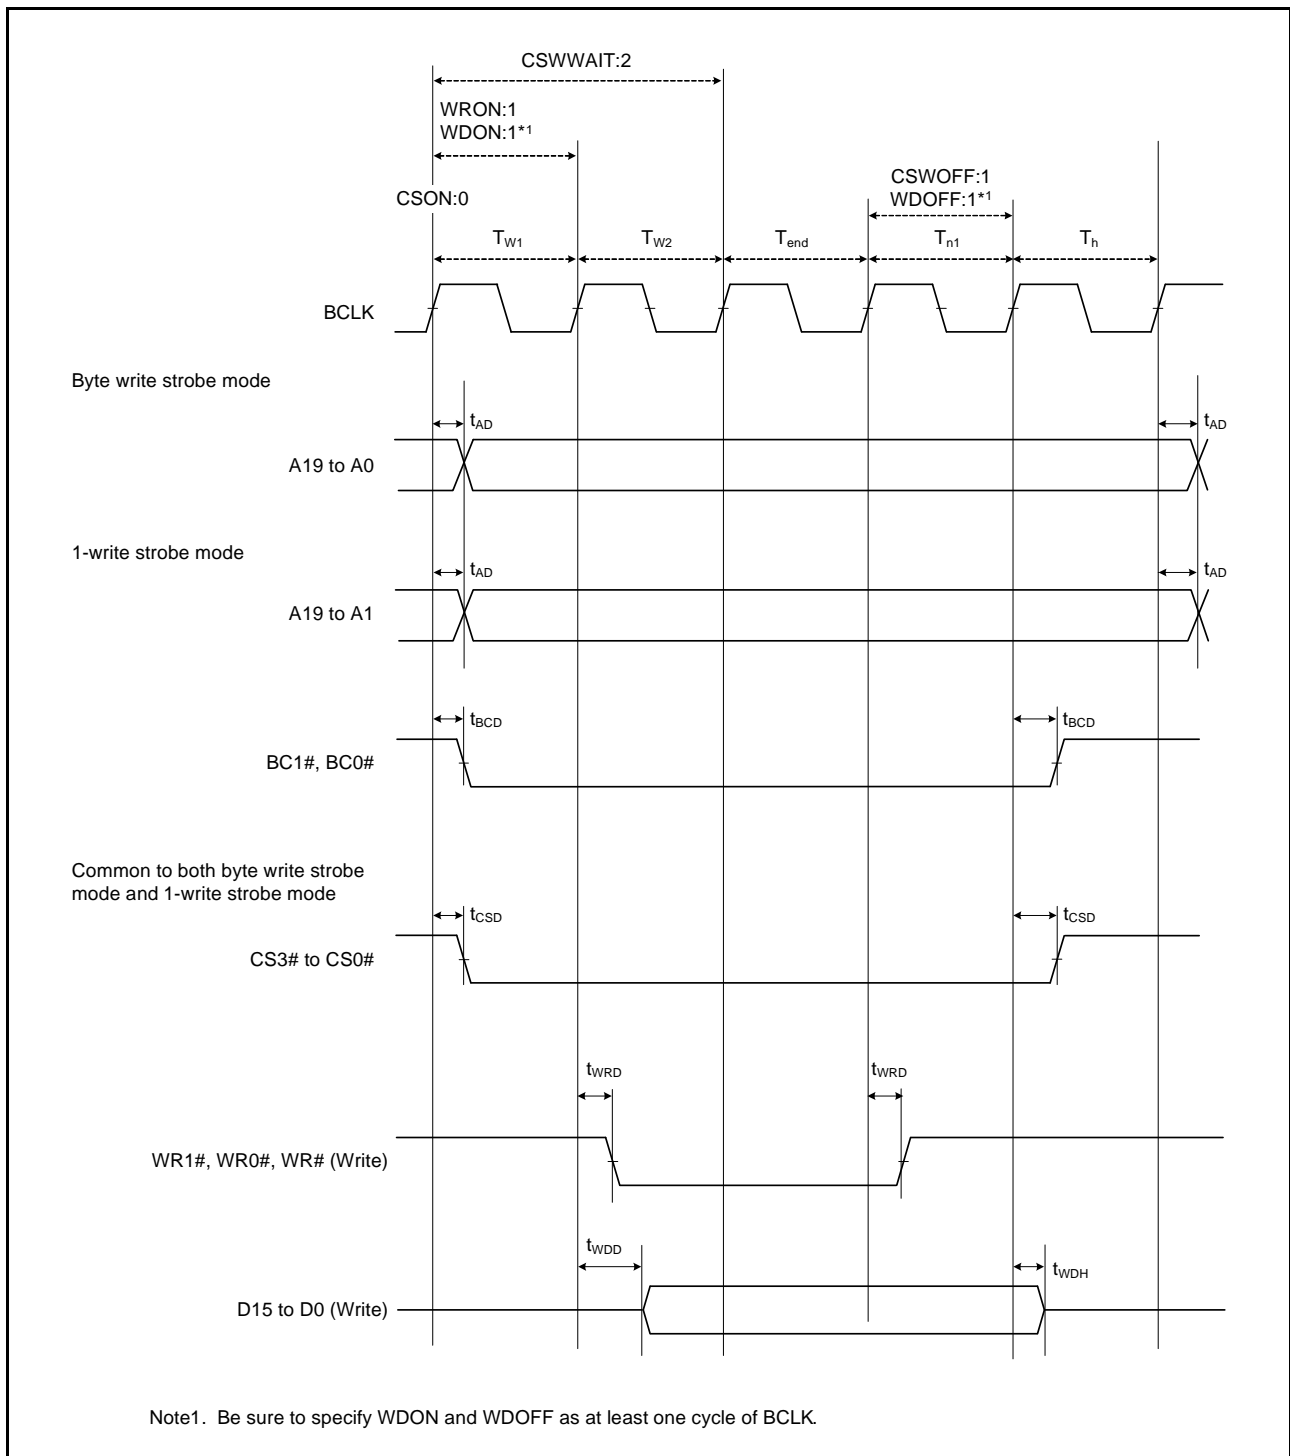 CSWWAIT:2
WRON:1
WDON:1*1
CSON:0
CSWOFF:1
WDOFF:1*1
TW1 TW2 Tend Tn1 Th
BCLK
Byte write strobe mode
tAD tAD
A19 to A0
1-write strobe mode
tAD tAD
A19 to A1
tBCD tBCD
BC1#, BC0#
Common to both byte write strobe
mode and 1-write strobe mode
tCSD tCSD
CS3# to CS0#
tWRD tWRD
WR1#, WR0#, WR# (Write)
tWDD tWDH
D15 to D0 (Write)
Note1. Be sure to specify WDON and WDOFF as at least one cycle of BCLK.